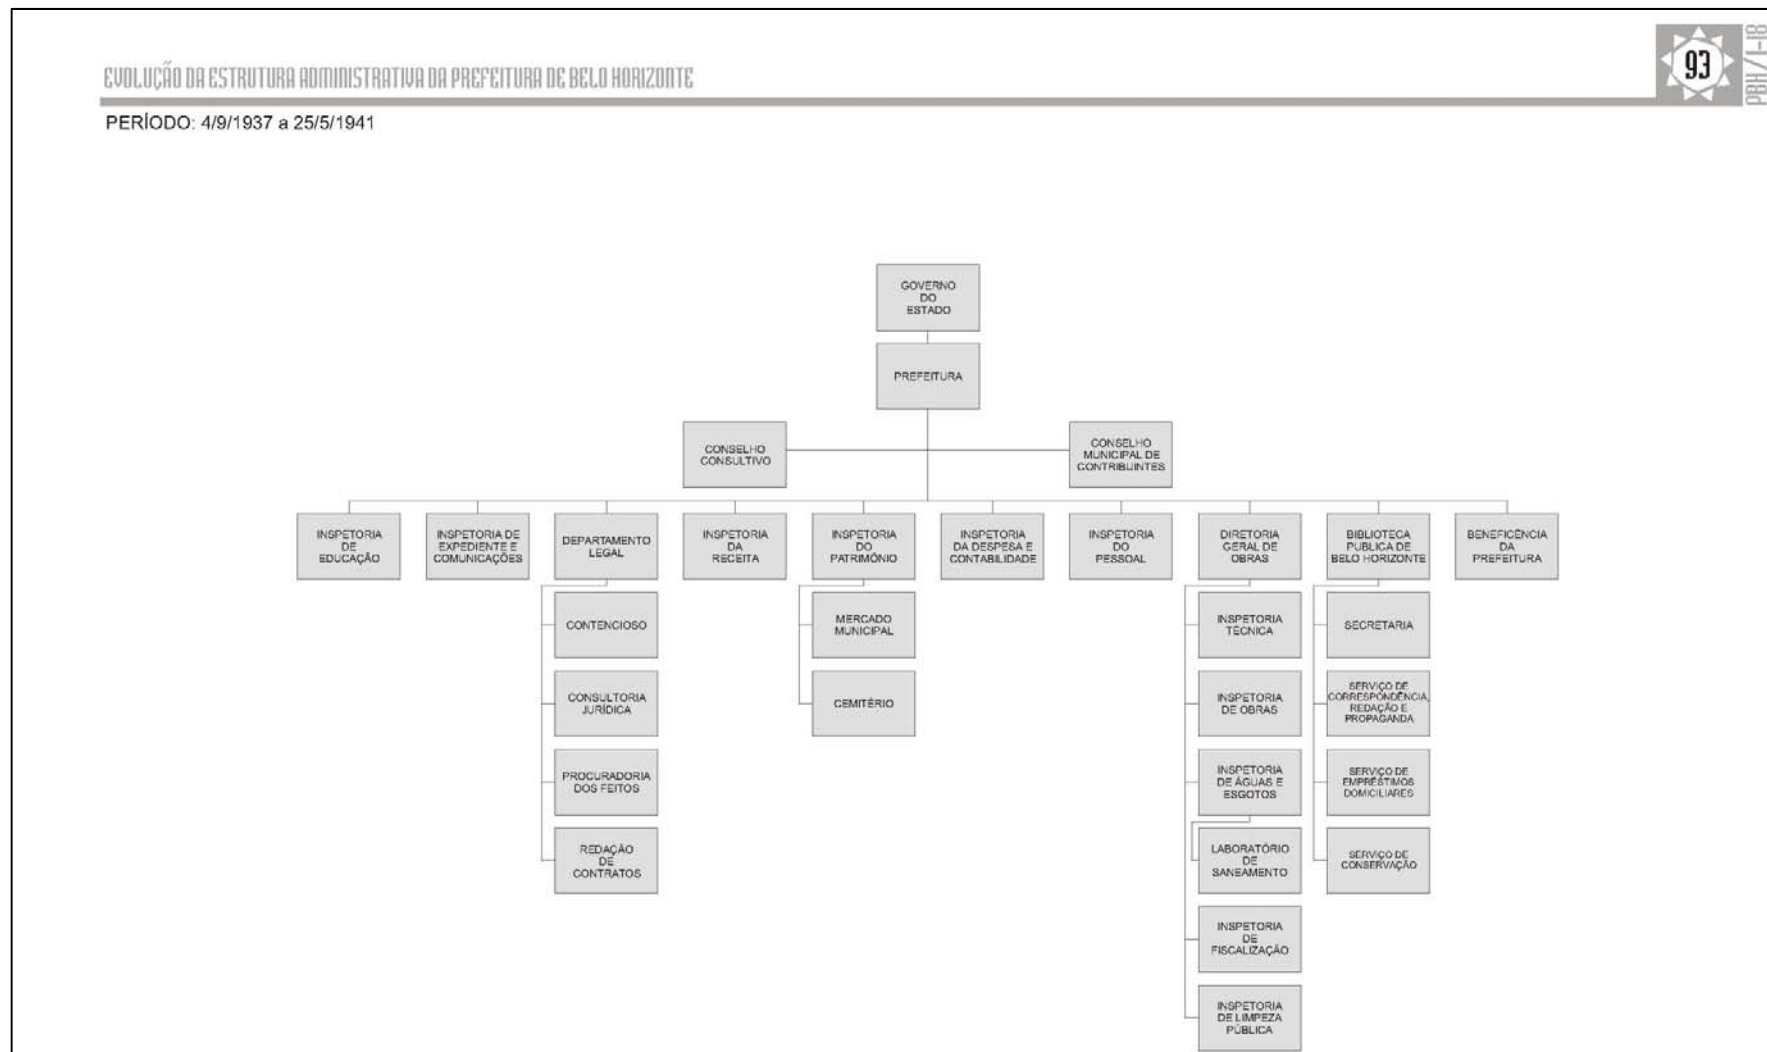 EVOLUÇÃO DA ESTRUTURA ADMINISTRATIVA DA PREFEITURA DE BELO HORIZONTE
93
PBH/1-18
PERÍODO: 4/9/1937 a 25/5/1941
GOVERNO
DO
ESTADO
PREFEITURA
CONSELHO
CONSULTIVO
CONSELHO
MUNICIPAL DE
CONTRIBUINTES
INSPETORIA
DE
EDUCAÇÃO
INSPETORIA DE
EXPEDIENTE E
COMUNICAÇÕES
DEPARTAMENTO
LEGAL
INSPETORIA
DA
RECEITA
INSPETORIA
DO
PATRIMÔNIO
INSPETORIA
DA DESPESA E
CONTABILIDADE
INSPETORIA
DO
PESSOAL
DIRETORIA
GERAL DE
OBRAS
BIBLIOTECA
PUBLICA DE
BELO HORIZONTE
BENEFICÊNCIA
DA
PREFEITURA
CONTENCIOSO
CONSULTORIA
JURÍDICA
PROCURADORIA
DOS FEITOS
REDAÇÃO
DE
CONTRATOS
MERCADO
MUNICIPAL
CEMITÉRIO
INSPETORIA
TÉCNICA
INSPETORIA
DE OBRAS
INSPETORIA
DE ÁGUAS E
ESGOTOS
LABORATÓRIO
DE
SANEAMENTO
INSPETORIA
DE
FISCALIZAÇÃO
INSPETORIA
DE LIMPEZA
PÚBLICA
SECRETARIA
SERVIÇO DE
CORRESPONDÊNCIA,
REDAÇÃO E
PROPAGANDA
SERVIÇO DE
EMPRÉSTIMOS
DOMICILIARES
SERVIÇO DE
CONSERVAÇÃO